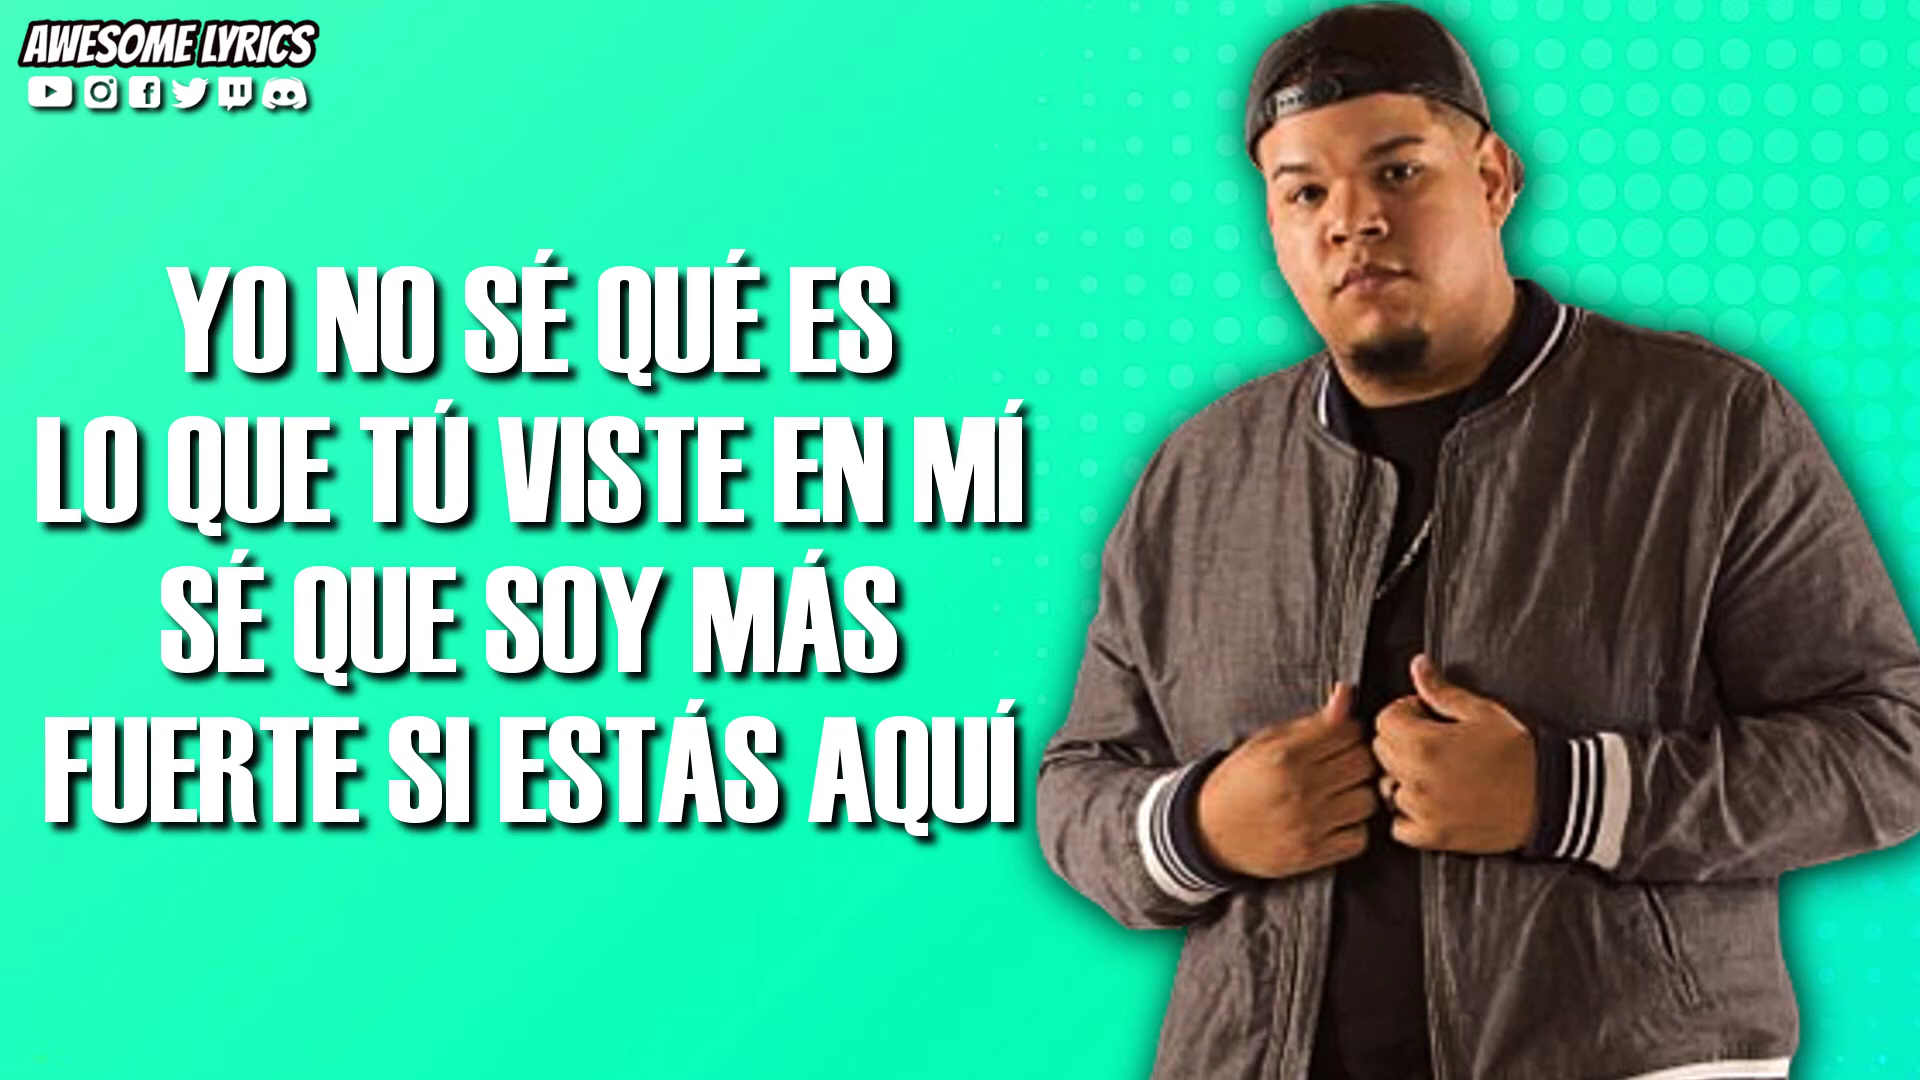 AWESOME LYRICS
YO NO SÉ QUÉ ES
LO QUE TÚ VISTE EN MÍ
SÉ QUE SOY MÁS
FUERTE SI ESTÁS AQUÍ